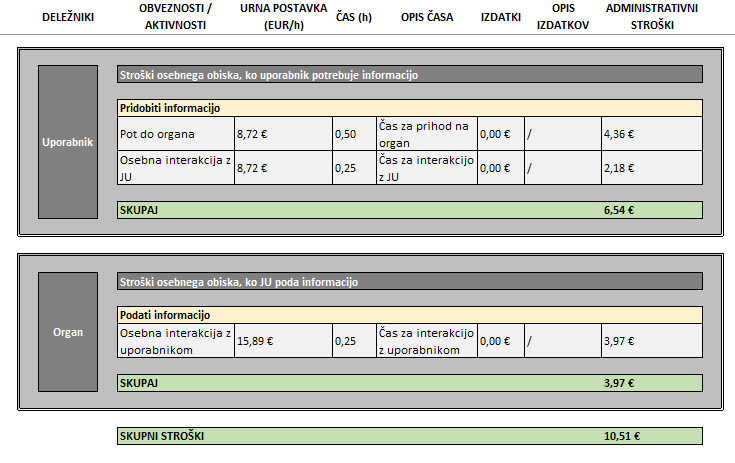 DELEŽNIKI
OBVEZNOSTI /
AKTIVNOSTI
URNA POSTAVKA
(EUR/h)
ČAS (h)
OPIS ČASA
IZDATKI
OPIS
IZDATKOV
ADMINISTRATIVNI
STROŠKI
Uporabnik
Stroški osebnega obiska, ko uporabnik potrebuje informacijo
Pridobiti informacijo
Pot do organa
8,72 €
0,50
Čas za prihod na
organ
0,00 €
/
4,36 €
Osebna interakcija z
JU
8,72 €
0,25
Čas za interakcijo
z JU
0,00 €
/
2,18 €
SKUPAJ
6,54 €
Organ
Stroški osebnega obiska, ko JU poda informacijo
Podati informacijo
Osebna interakcija z
uporabnikom
15,89 €
0,25
Čas za interakcijo
z uporabnikom
0,00 €
/
3,97 €
SKUPAJ
3,97 €
SKUPNI STROŠKI
10,51 €